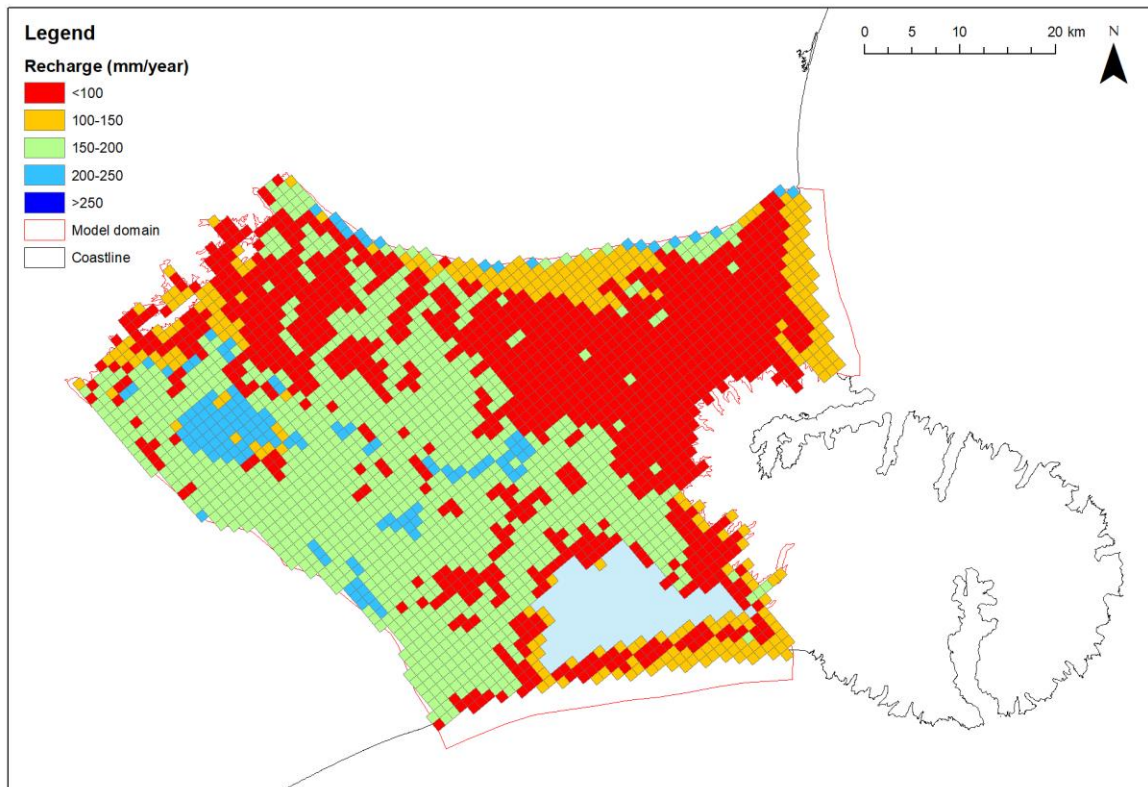 Legend
Recharge (mm/year)
<100
100-150
150-200
200-250
>250
Model domain
Coastline
0 5 10 20 km
N